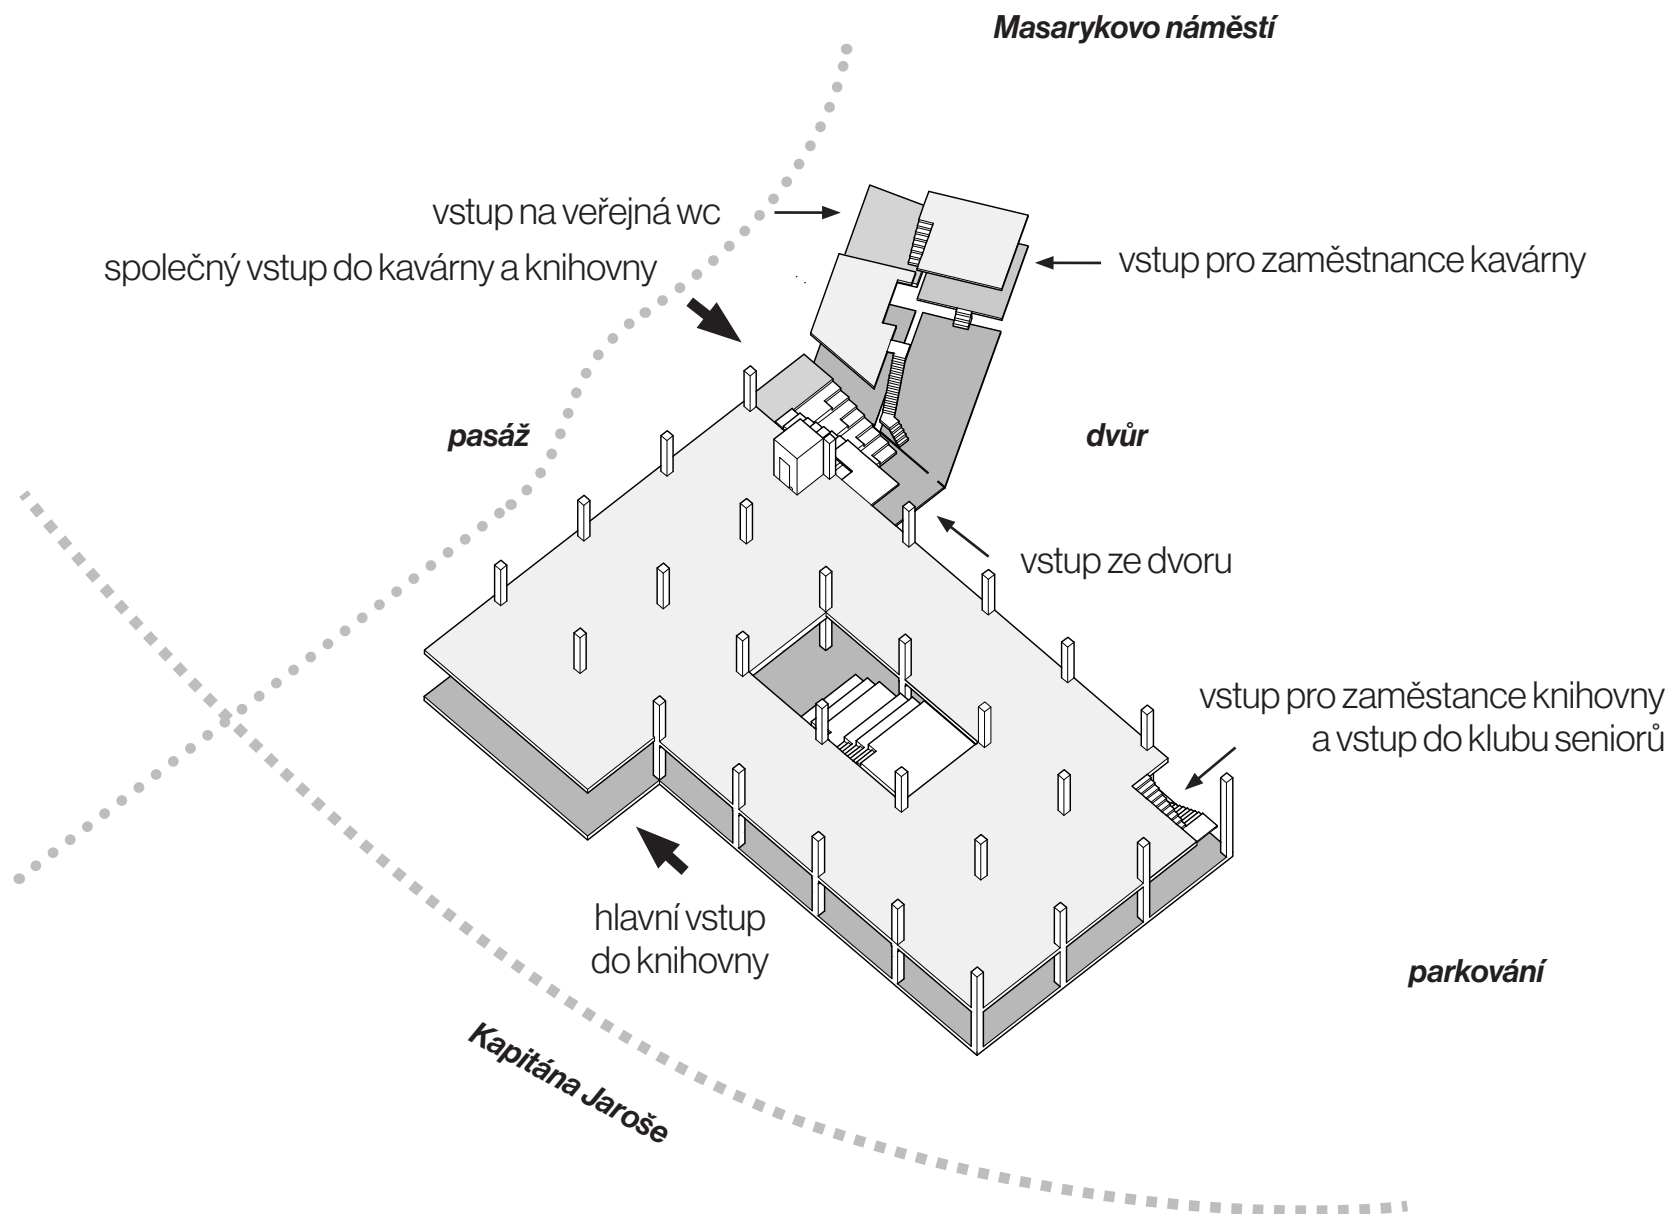 Masarykovo náměstí
vstup na veřejná wc
společný vstup do kavárny a knihovny
vstup pro zaměstnance kavárny
pasáž
dvůr
vstup ze dvoru
vstup pro zaměstance knihovny
a vstup do klubu seniorů
hlavní vstup
do knihovny
parkování
Kapitána Jaroše